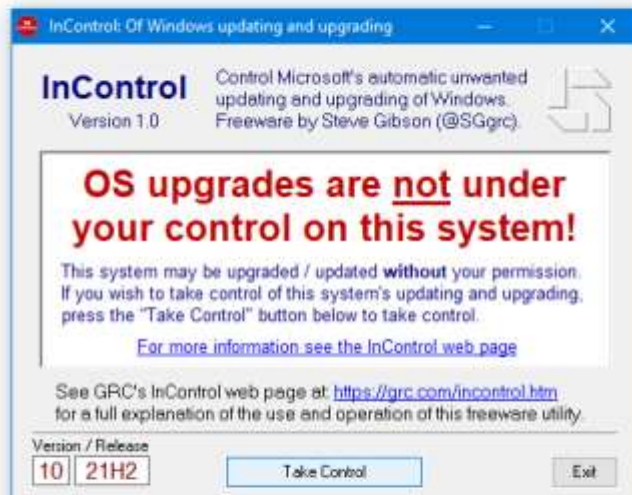 InControl: Of Windows updating and upgrading
InControl
Version 1.0
Control Microsoft's automatic unwanted
updating and upgrading of Windows.
Freeware by Steve Gibson (@SGgrc).
OS upgrades are not under
your control on this system!
This system may be upgraded / updated without your permission.
If you wish to take control of this system's updating and upgrading,
press the "Take Control" button below to take control.
For more information see the InControl web page
See GRC's InControl web page at: https://grc.com/incontrol.htm
for a full explanation of the use and operation of this freeware utility.
Version / Release
10 21H2
Take Control
Exit